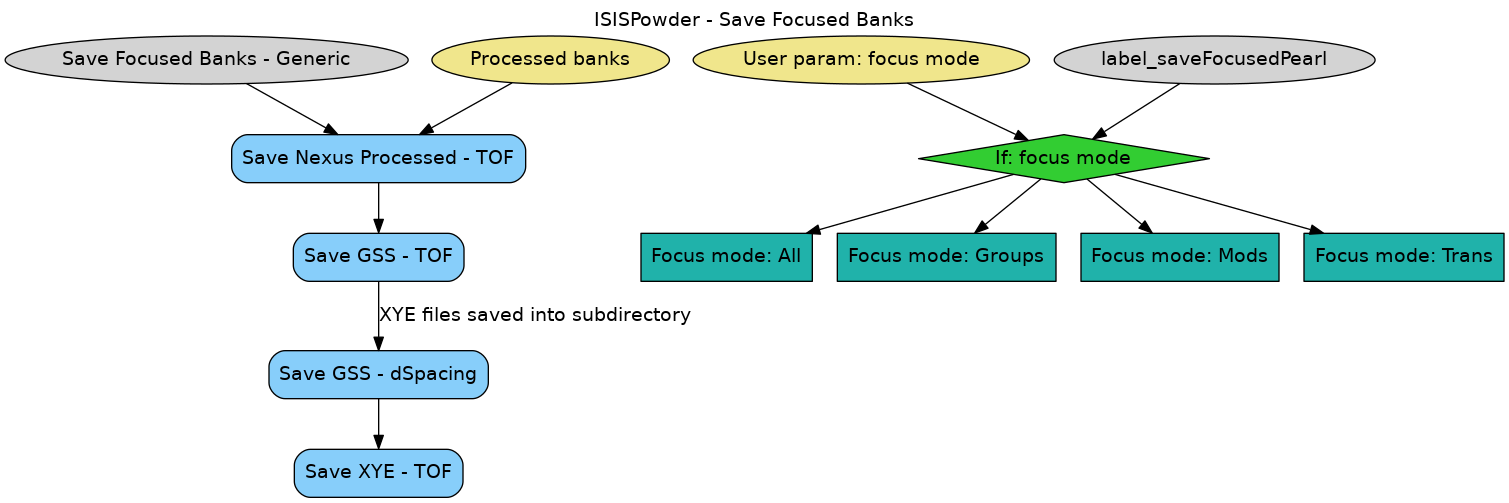 ISISPowder - Save Focused Banks
Save Focused Banks - Generic
Processed banks
User param: focus mode
label_saveFocusedPearl
Save Nexus Processed - TOF
If: focus mode
Save GSS - TOF
Focus mode: All
Focus mode: Groups
Focus mode: Mods
Focus mode: Trans
XYE files saved into subdirectory
Save GSS - dSpacing
Save XYE - TOF